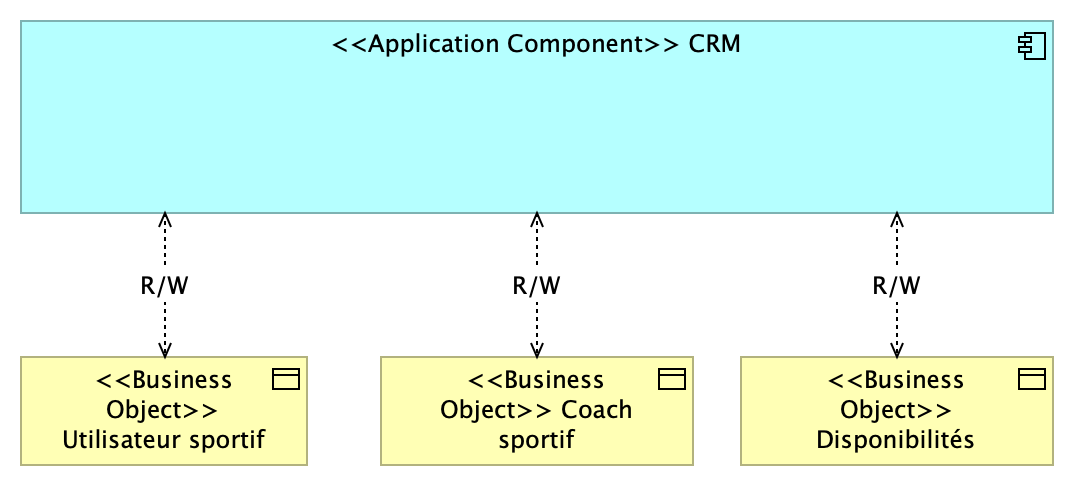 <<Application Component>> CRM
R/W
R/W
R/W
<<Business
Object>>
Utilisateur sportif
<<Business
Object>> Coach
sportif
<<Business
Object>>
Disponibilités